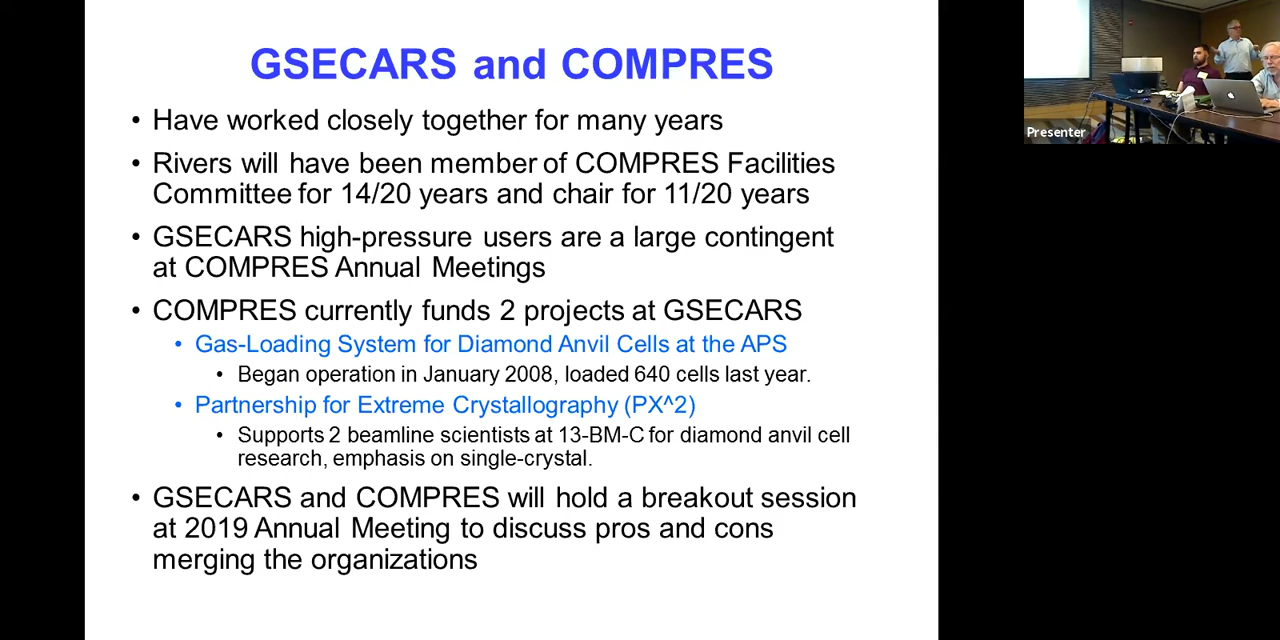 GSECARS and COMPRES
• Have worked closely together for many years
• Rivers will have been member of COMPRES Facilities
Committee for 14/20 years and chair for 11/20 years
• GSECARS high-pressure users are a large contingent
at COMPRES Annual Meetings
• COMPRES currently funds 2 projects at GSECARS
• Gas-Loading System for Diamond Anvil Cells at the APS
• Began operation in January 2008, loaded 640 cells last year.
• Partnership for Extreme Crystallography (PX^2)
• Supports 2 beamline scientists at 13-BM-C for diamond anvil cell
research, emphasis on single-crystal.
• GSECARS and COMPRES will hold a breakout session
at 2019 Annual Meeting to discuss pros and cons
merging the organizations
Presenter